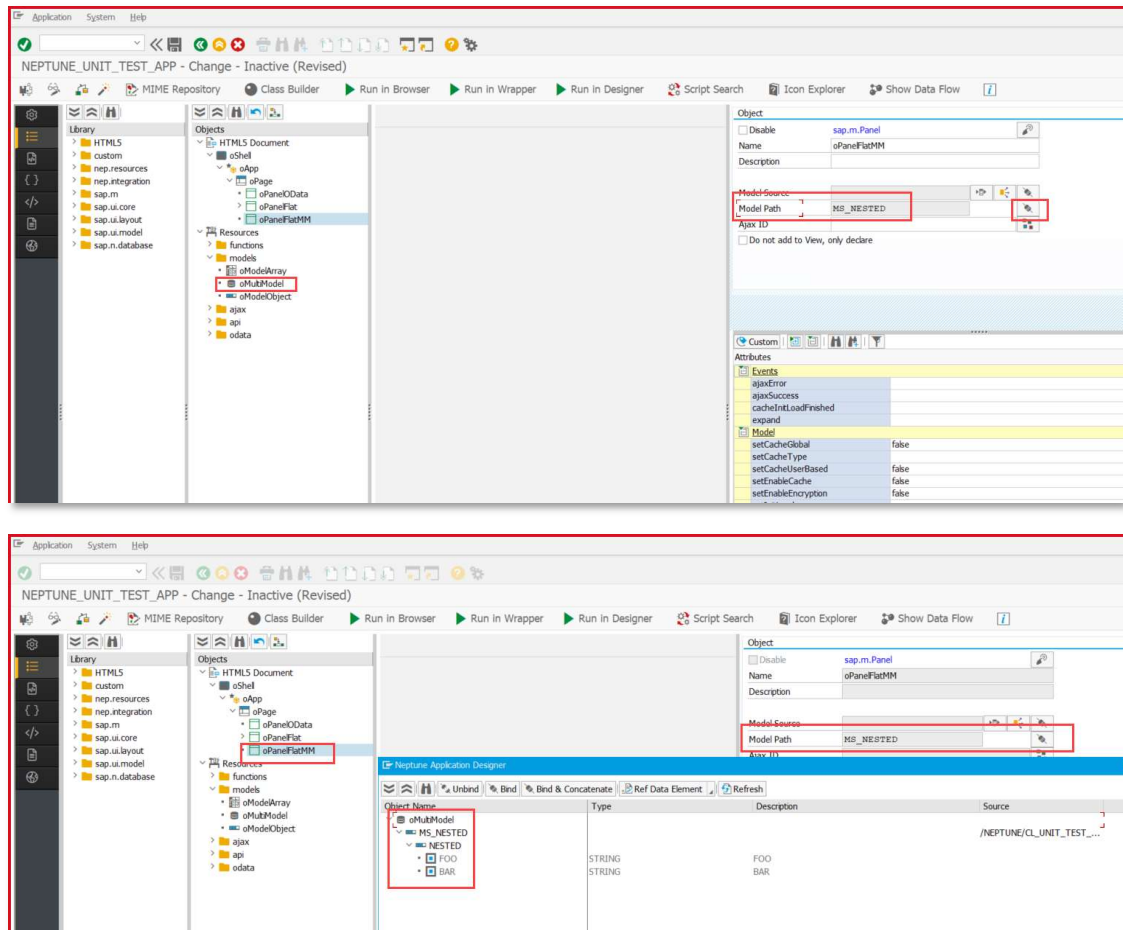 Application System Help
NEPTUNE_UNIT_TEST_APP - Change - Inactive (Revised)
MIME Repository Class Builder Run in Browser Run in Wrapper Run in Designer Script Search Icon Explorer Show Data Flow
Library
HTML5
custom
nep.resources
nep.integration
sap.m
sap.ui.core
sap.ui.layout
sap.ui.model
sap.n.database
Objects
HTML5 Document
oShell
oApp
oPage
oPanelOData
oPanelFlat
oPanelFlatMM
Resources
functions
models
oModelArray
oMultiModel
oModelObject
ajax
api
odata
Object
Disable sap.m.Panel
Name oPanelFlatMM
Description
Model Source
Model Path MS_NESTED
Ajax ID
Do not add to View, only declare
Custom
Attributes
Events
ajaxError
ajaxSuccess
cacheInitLoadFinished
expand
Model
setCacheGlobal false
setCacheType
setCacheUserBased false
setEnableCache false
setEnableEncryption false
Application System Help
NEPTUNE_UNIT_TEST_APP - Change - Inactive (Revised)
MIME Repository Class Builder Run in Browser Run in Wrapper Run in Designer Script Search Icon Explorer Show Data Flow
Library
HTML5
custom
nep.resources
nep.integration
sap.m
sap.ui.core
sap.ui.layout
sap.ui.model
sap.n.database
Objects
HTML5 Document
oShell
oApp
oPage
oPanelOData
oPanelFlat
oPanelFlatMM
Resources
functions
models
oModelArray
oMultiModel
oModelObject
ajax
api
odata
Object
Disable sap.m.Panel
Name oPanelFlatMM
Description
Model Source
Model Path MS_NESTED
Ajax ID
Neptune Application Designer
Unbind Bind Bind & Concatenate Ref Data Element Refresh
Object Name Type Description Source
oMultiModel
MS_NESTED /NEPTUNE/CL_UNIT_TEST_...
NESTED
FOO STRING FOO
BAR STRING BAR